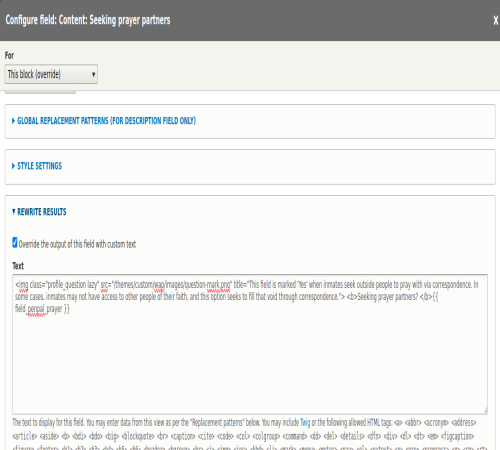 Configure field: Content: Seeking prayer partners
X
For
This block (override)
GLOBAL REPLACEMENT PATTERNS (FOR DESCRIPTION FIELD ONLY)
STYLE SETTINGS
REWRITE RESULTS
Override the output of this field with custom text
Text
<img class="profile_question lazy" src="/themes/custom/wap/images/question-mark.png" title="This field is marked 'Yes' when inmates seek outside people to pray with via correspondence. In
some cases, inmates may not have access to other people of their faith, and this option seeks to fill that void through correspondence."> <b>Seeking prayer partners? </b>{{
field_penpal_prayer }}
The text to display for this field. You may enter data from this view as per the "Replacement patterns" below. You may include Twig or the following allowed HTML tags: <a> <abbr> <acronym> <address>
<article> <aside> <b> <bdi> <bdo> <big> <blockquote> <br> <caption> <cite> <code> <col> <colgroup> <command> <dd> <del> <details> <dfn> <div> <dl> <dt> <em> <figcaption>